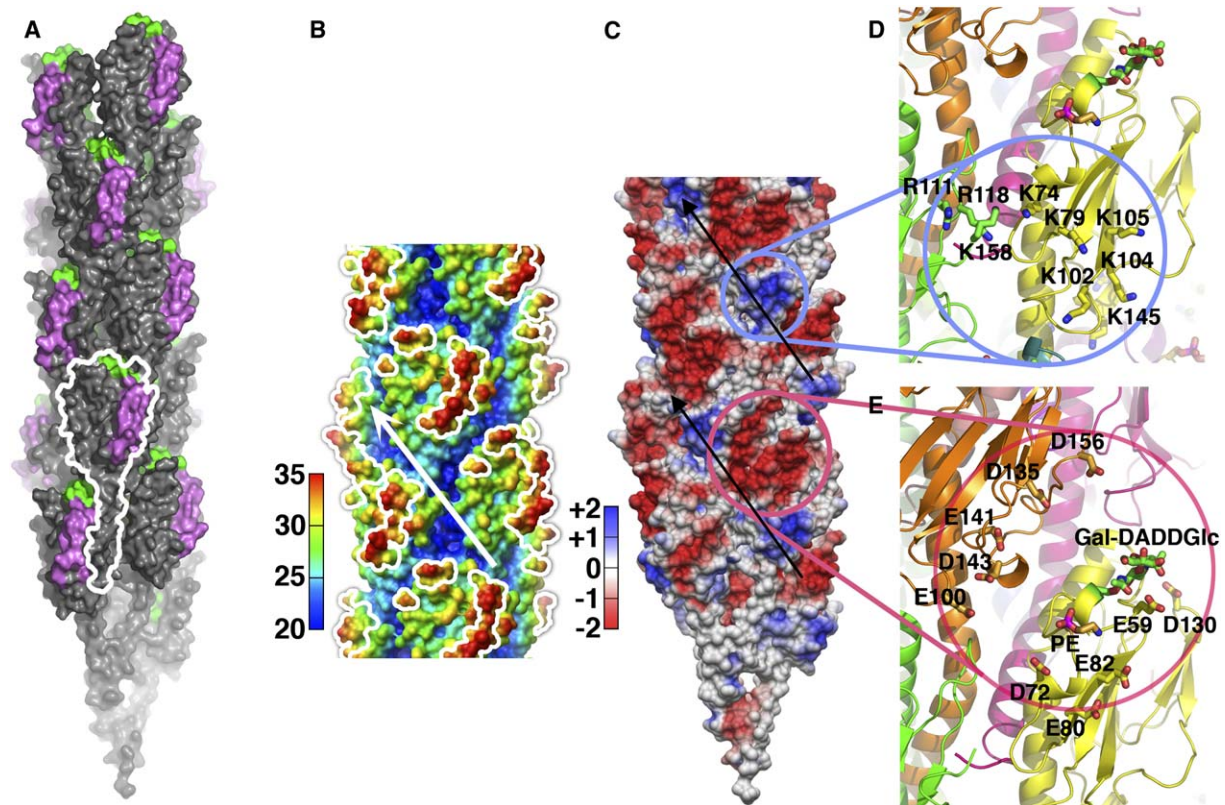 A
B
C
D
R111
R118
K74
K79
K105
K158
K102
K104
K145
E
D156
D135
E141
Gal-DADDGlc
D143
E100
E59
D130
PE
E82
D72
E80
35
30
25
20
+2
+1
0
-1
-2